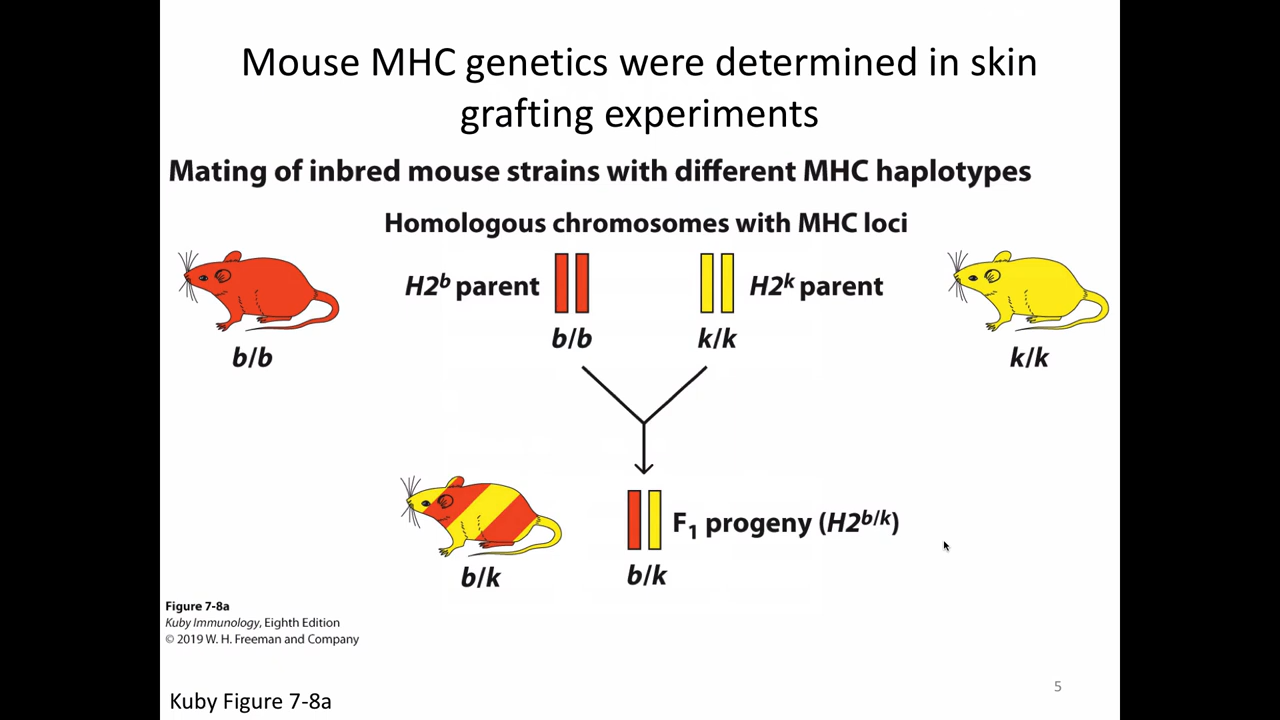 Mouse MHC genetics were determined in skin
grafting experiments
Mating of inbred mouse strains with different MHC haplotypes
Homologous chromosomes with MHC loci
H2ᵇ parent
H2ᵏ parent
b/b
k/k
b/b
k/k
F₁ progeny (H2ᵇ/ᵏ)
b/k
b/k
Figure 7-8a
Kuby Immunology, Eighth Edition
© 2019 W. H. Freeman and Company
5
Kuby Figure 7-8a